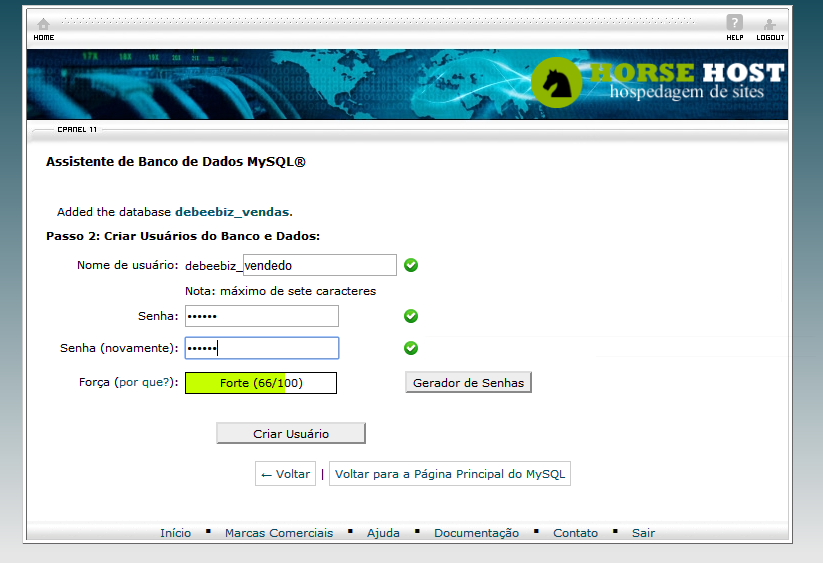 HOME
HELP LOGOUT
HORSE HOST
hospedagem de sites
CPANEL 11
Assistente de Banco de Dados MySQL®
Added the database debeebiz_vendas.
Passo 2: Criar Usuários do Banco e Dados:
Nome de usuário: debeebiz_vendedo
Nota: máximo de sete caracteres
Senha: ••••••
Senha (novamente): ••••••
Força (por que?): Forte (66/100) Gerador de Senhas
Criar Usuário
← Voltar | Voltar para a Página Principal do MySQL
Início ▪ Marcas Comerciais ▪ Ajuda ▪ Documentação ▪ Contato ▪ Sair